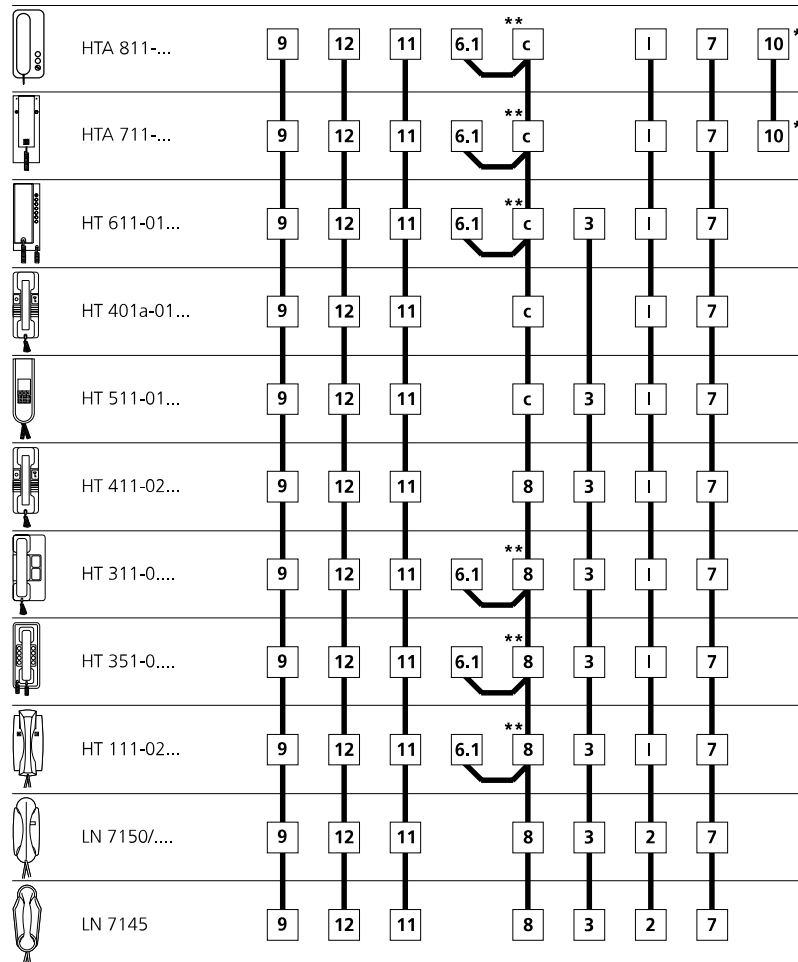 HTA 811-... 9 12 11 6.1 ** c I 7 10 *
HTA 711-... 9 12 11 6.1 ** c I 7 10 *
HT 611-01... 9 12 11 6.1 ** c 3 I 7
HT 401a-01... 9 12 11 c I 7
HT 511-01... 9 12 11 c 3 I 7
HT 411-02... 9 12 11 8 3 I 7
HT 311-0.... 9 12 11 6.1 ** 8 3 I 7
HT 351-0.... 9 12 11 6.1 ** 8 3 I 7
HT 111-02... 9 12 11 6.1 ** 8 3 I 7
LN 7150/.... 9 12 11 8 3 2 7
LN 7145 9 12 11 8 3 2 7